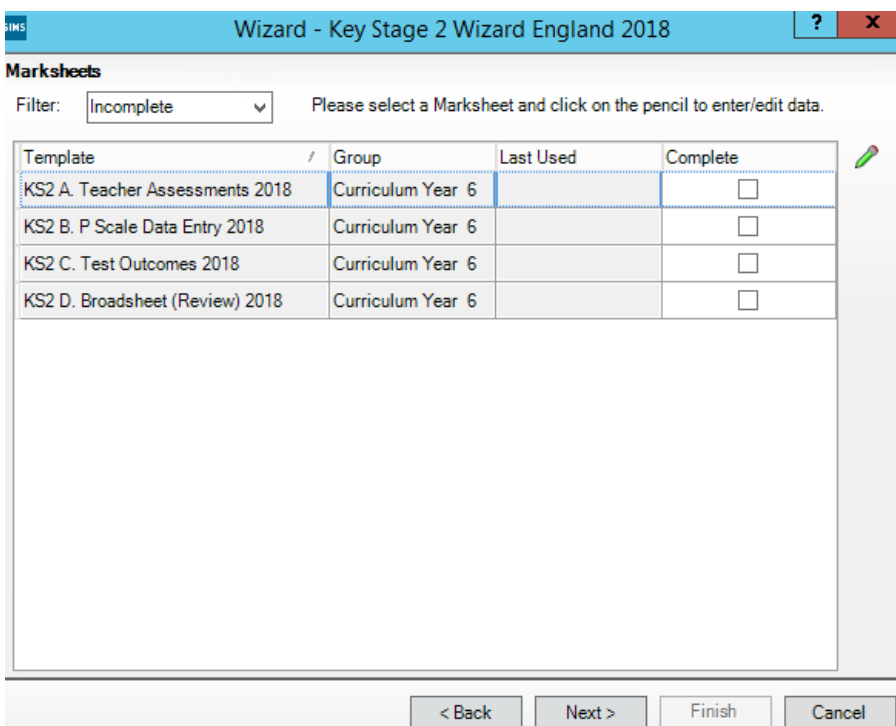 SIMS Wizard - Key Stage 2 Wizard England 2018 ? x
Marksheets
Filter: Incomplete Please select a Marksheet and click on the pencil to enter/edit data.
Template / Group Last Used Complete
KS2 A. Teacher Assessments 2018 Curriculum Year 6
KS2 B. P Scale Data Entry 2018 Curriculum Year 6
KS2 C. Test Outcomes 2018 Curriculum Year 6
KS2 D. Broadsheet (Review) 2018 Curriculum Year 6
< Back Next > Finish Cancel